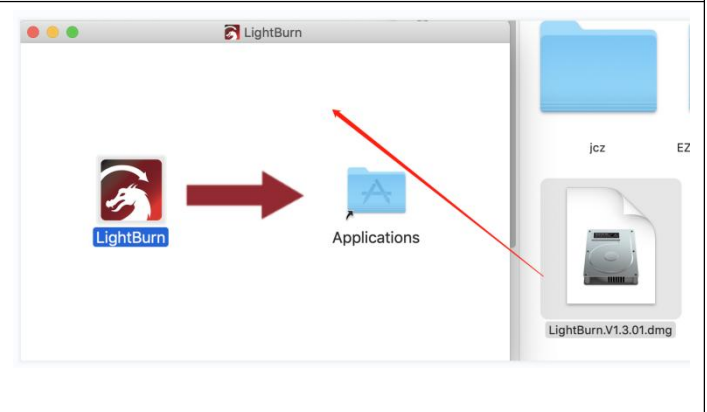 LightBurn
LightBurn
Applications
jcz
EZ
LightBurn.V1.3.01.dmg